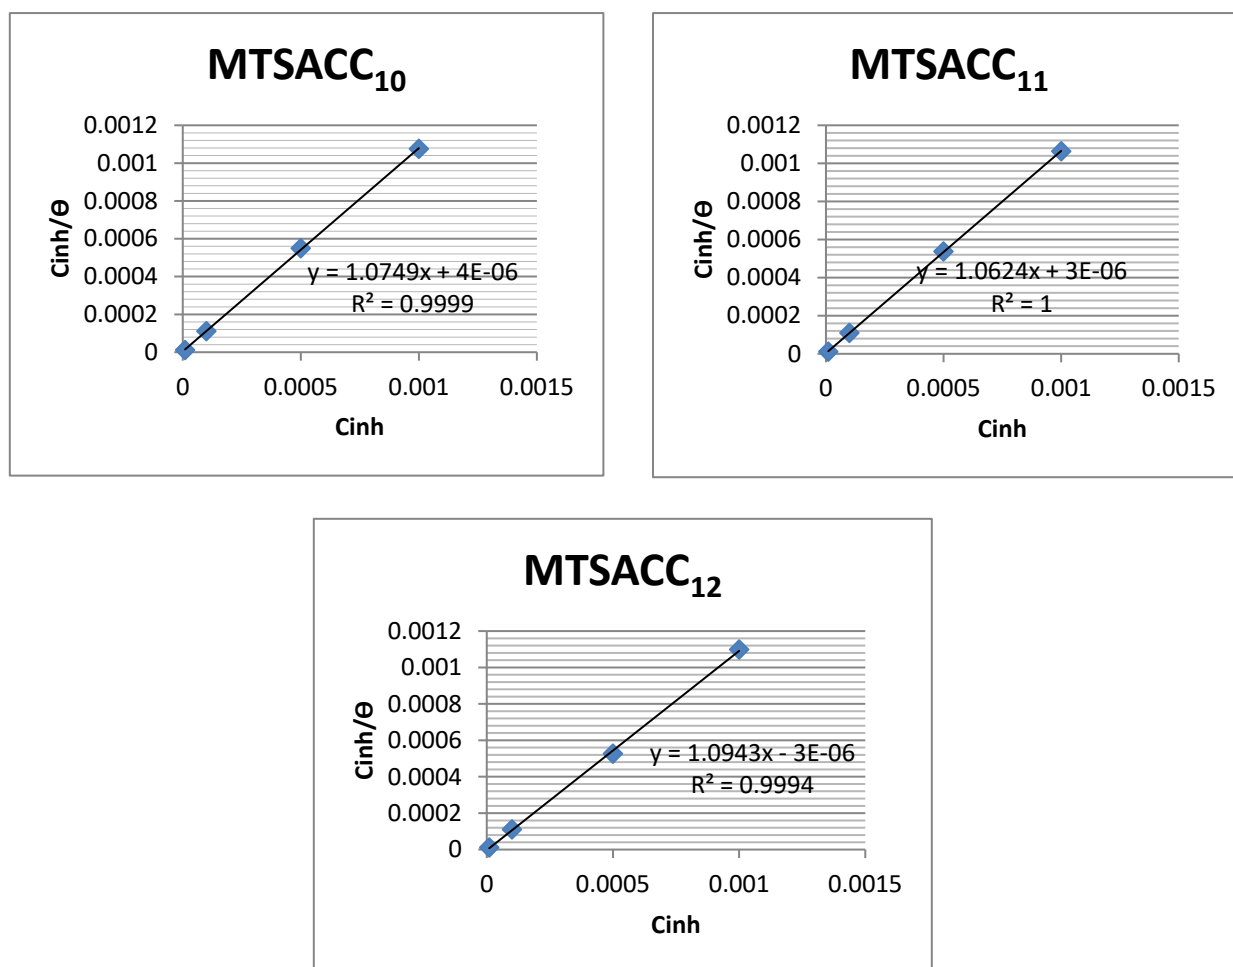 MTSACC₁₀
Cinh/ϴ
0.0012
0.001
0.0008
0.0006
0.0004
0.0002
0
y = 1.0749x + 4E-06
R² = 0.9999
0 0.0005 0.001 0.0015
Cinh
MTSACC₁₁
Cinh/ϴ
0.0012
0.001
0.0008
0.0006
0.0004
0.0002
0
y = 1.0624x + 3E-06
R² = 1
0 0.0005 0.001 0.0015
Cinh
MTSACC₁₂
Cinh/ϴ
0.0012
0.001
0.0008
0.0006
0.0004
0.0002
0
y = 1.0943x - 3E-06
R² = 0.9994
0 0.0005 0.001 0.0015
Cinh